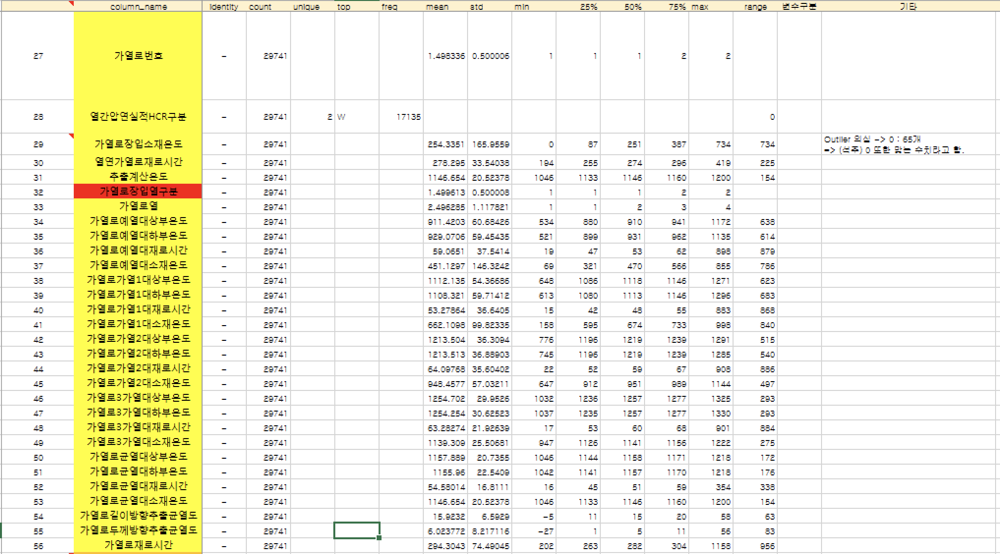 column_name identity count unique top freq mean std min 25% 50% 75% max range 변수구분 기타
27 가열로번호 - 29741 1.498336 0.500006 1 1 1 2 2
28 열간압연실적HCR구분 - 29741 2 W 17135 0
29 가열로장입소재온도 - 29741 254.3351 165.9559 0 87 251 387 734 734 Outlier 의심 -> 0 : 65개
=> (석주) 0 또한 맞는 수치라고 함.
30 열연가열로재로시간 - 29741 278.295 33.54038 194 255 274 296 419 225
31 추출계산온도 - 29741 1146.654 20.52378 1046 1133 1146 1160 1200 154
32 가열로장입열구분 - 29741 1.499613 0.500008 1 1 1 2 2
33 가열로열 - 29741 2.496285 1.117821 1 1 2 3 4
34 가열로예열대상부온도 - 29741 911.4203 60.68426 534 880 910 941 1172 638
35 가열로예열대하부온도 - 29741 929.0706 59.45435 521 899 931 962 1135 614
36 가열로예열대재로시간 - 29741 59.0651 37.5414 19 47 53 62 898 879
37 가열로예열대소재온도 - 29741 451.1297 146.3242 69 321 470 566 855 786
38 가열로가열1대상부온도 - 29741 1112.135 54.36686 648 1086 1118 1146 1271 623
39 가열로가열1대하부온도 - 29741 1108.321 59.71412 613 1080 1113 1146 1296 683
40 가열로가열1대재로시간 - 29741 53.27864 36.6405 15 42 48 55 883 868
41 가열로가열1대소재온도 - 29741 662.1098 99.82335 158 595 674 733 998 840
42 가열로가열2대상부온도 - 29741 1213.504 36.3094 776 1196 1219 1239 1291 515
43 가열로가열2대하부온도 - 29741 1213.513 36.88903 745 1196 1219 1239 1285 540
44 가열로가열2대재로시간 - 29741 64.09768 35.60402 22 52 59 67 908 886
45 가열로가열2대소재온도 - 29741 948.4577 57.03211 647 912 951 989 1144 497
46 가열로3가열대상부온도 - 29741 1254.702 29.9526 1032 1236 1257 1277 1325 293
47 가열로3가열대하부온도 - 29741 1254.254 30.62523 1037 1235 1257 1277 1330 293
48 가열로3가열대재로시간 - 29741 63.28274 21.92639 17 53 60 68 901 884
49 가열로3가열대소재온도 - 29741 1139.309 25.50681 947 1126 1141 1156 1222 275
50 가열로균열대상부온도 - 29741 1157.889 20.7355 1046 1144 1158 1171 1218 172
51 가열로균열대하부온도 - 29741 1155.96 22.5409 1042 1141 1157 1170 1218 176
52 가열로균열대재로시간 - 29741 54.58014 16.8111 16 45 51 59 354 338
53 가열로균열대소재온도 - 29741 1146.654 20.52378 1046 1133 1146 1160 1200 154
54 가열로길이방향추출균열도 - 29741 15.9232 6.5929 -5 11 15 20 58 63
55 가열로두께방향추출균열도 - 29741 6.023772 8.217116 -27 1 5 11 56 83
56 가열로재로시간 - 29741 294.3043 74.49045 202 263 282 304 1158 956